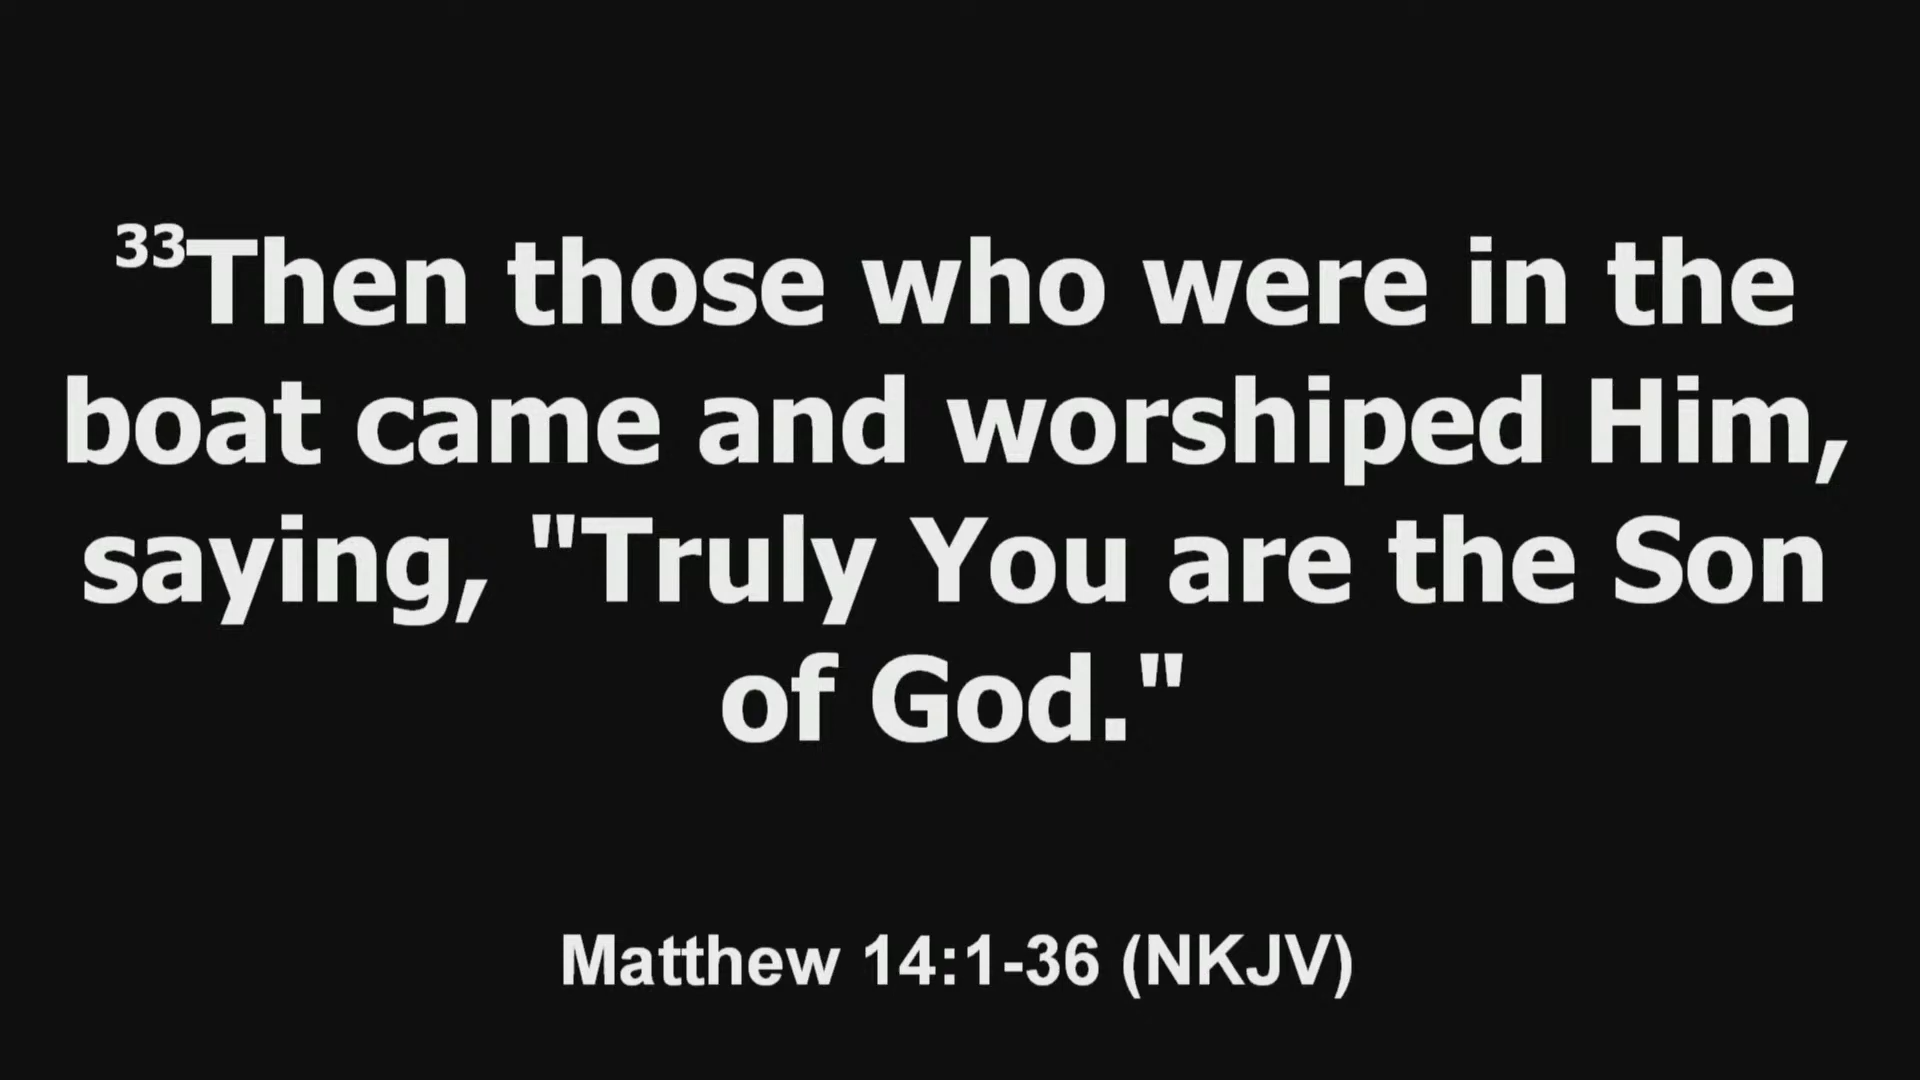 33Then those who were in the
boat came and worshiped Him,
saying, "Truly You are the Son
of God."
Matthew 14:1-36 (NKJV)